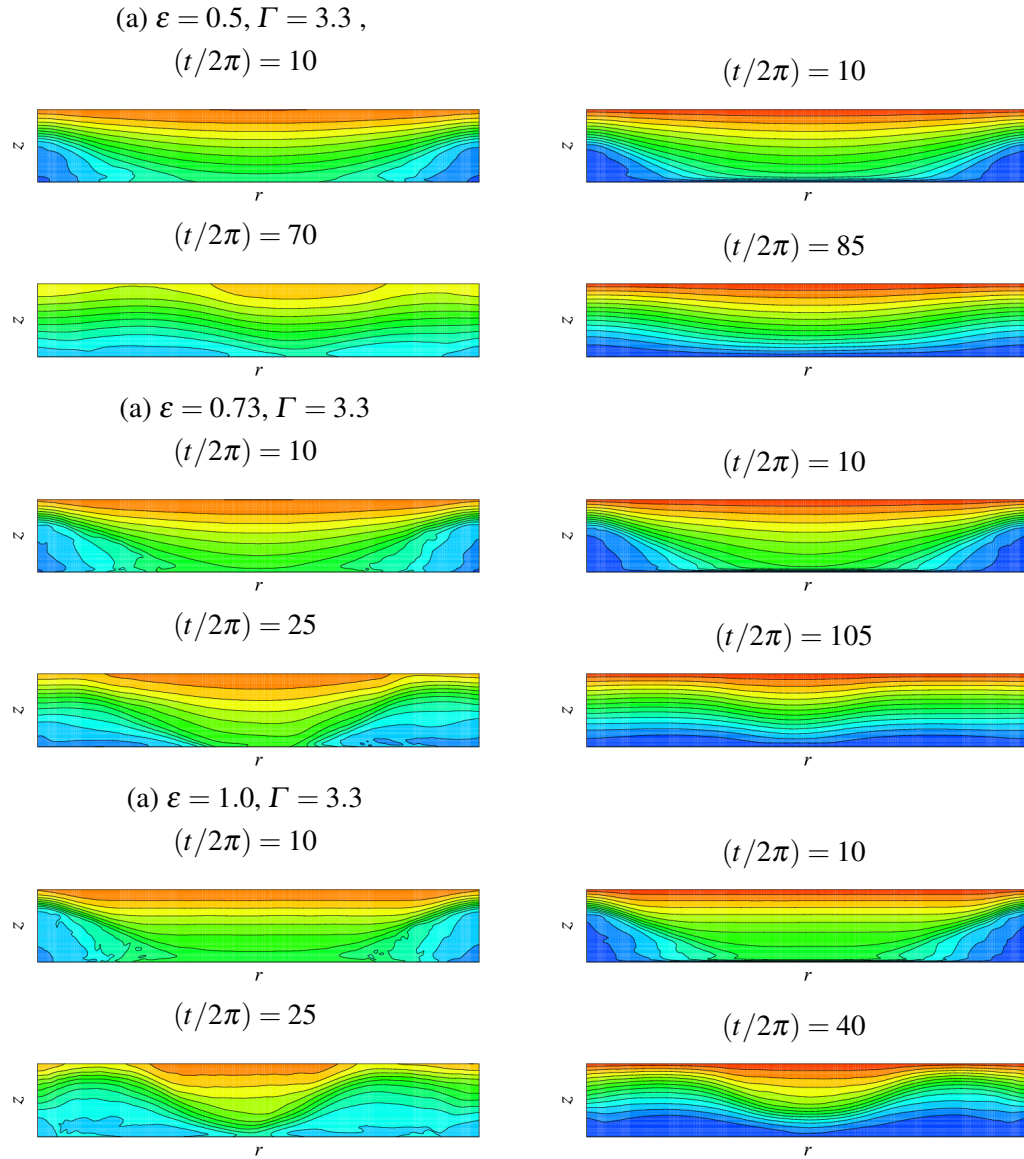 (a) ε = 0.5, Γ = 3.3 ,
(t/2π) = 10
(t/2π) = 10
z
r
z
r
(t/2π) = 70
(t/2π) = 85
z
r
z
r
(a) ε = 0.73, Γ = 3.3
(t/2π) = 10
(t/2π) = 10
z
r
z
r
(t/2π) = 25
(t/2π) = 105
z
r
z
r
(a) ε = 1.0, Γ = 3.3
(t/2π) = 10
(t/2π) = 10
z
r
z
r
(t/2π) = 25
(t/2π) = 40
z
r
z
r